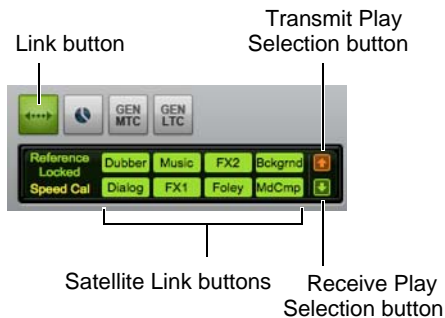 Transmit Play
Link button
Selection button
GEN
MTC
GEN
LTC
Reference
Locked
Dubber Music FX2 Bckgrnd
Speed Cal Dialog FX1 Foley MdCmp
Satellite Link buttons
Receive Play
Selection button